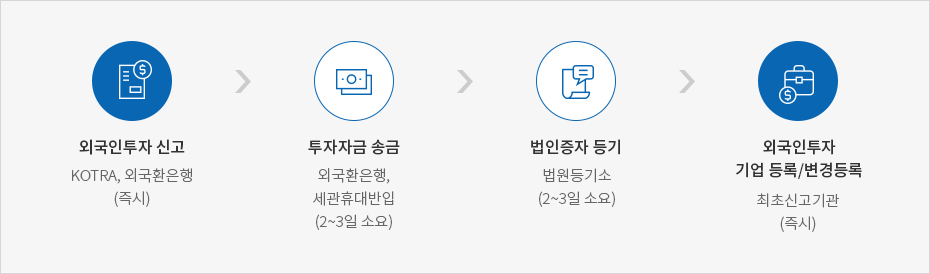 외국인투자 신고
KOTRA, 외국환은행
(즉시)
투자자금 송금
외국환은행,
세관휴대반입
(2~3일 소요)
법인증자 등기
법원등기소
(2~3일 소요)
외국인투자
기업 등록/변경등록
최초신고기관
(즉시)